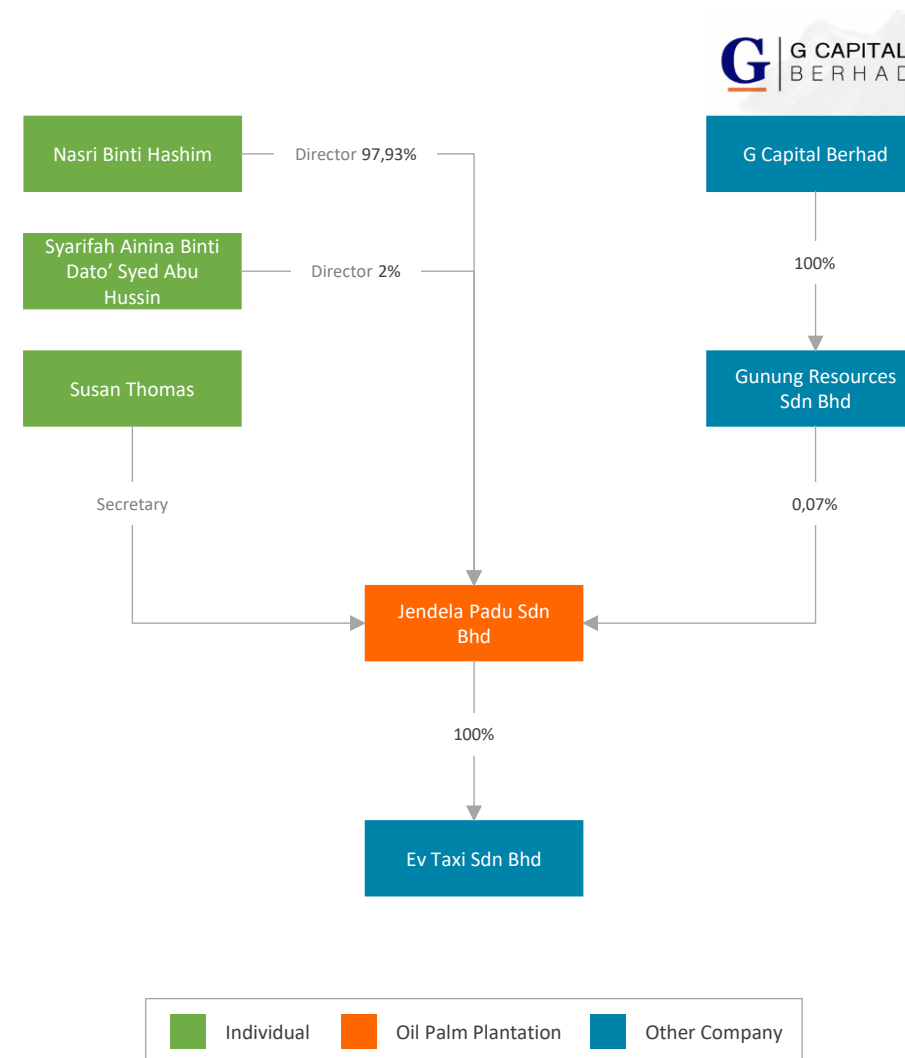 G
G CAPITAL
BERHAD
Nasri Binti Hashim
Director 97,93%
G Capital Berhad
Syarifah Ainina Binti
Dato’ Syed Abu
Hussin
Director 2%
100%
Susan Thomas
Gunung Resources
Sdn Bhd
Secretary
0,07%
Jendela Padu Sdn
Bhd
100%
Ev Taxi Sdn Bhd
Individual
Oil Palm Plantation
Other Company